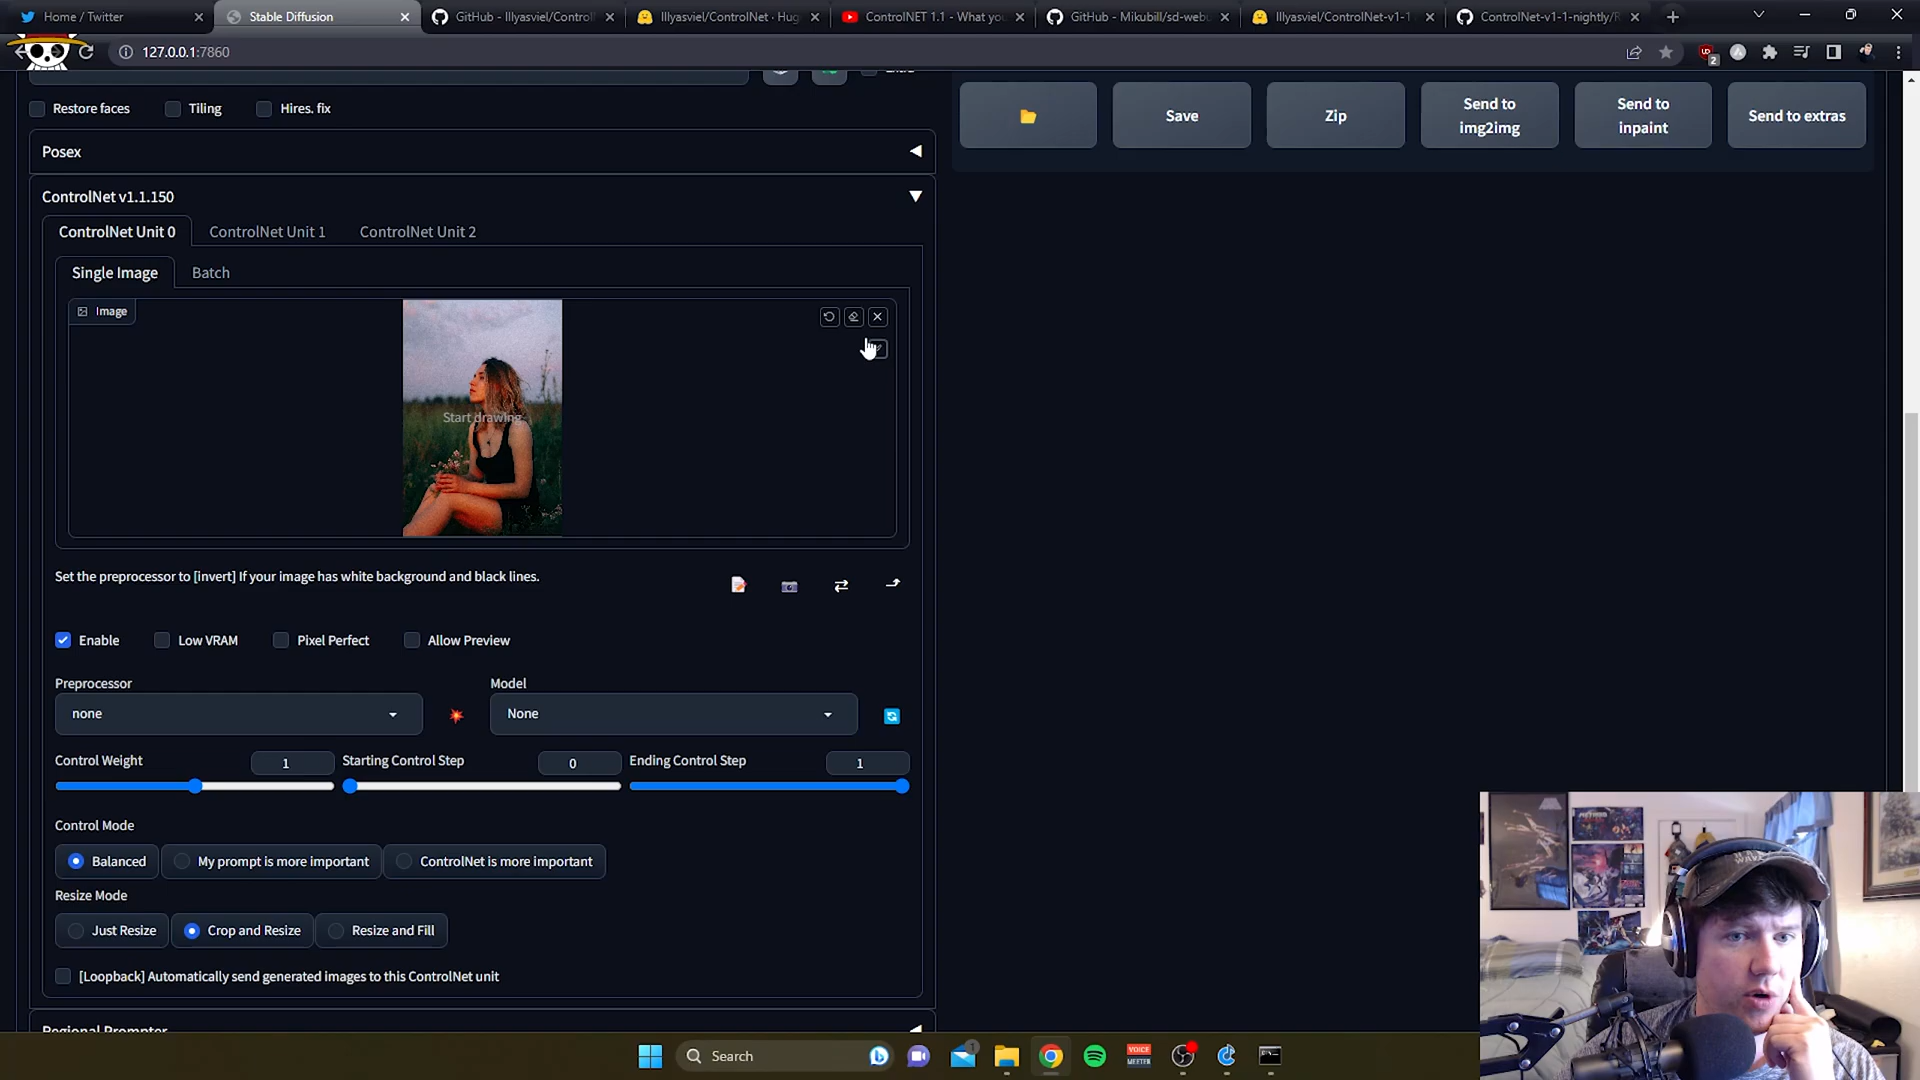 Home / Twitter
Stable Diffusion
GitHub - lllyasviel/Control
lllyasviel/ControlNet · Hug
ControlNET 1.1 - What you
GitHub - Mikubill/sd-webu
lllyasviel/ControlNet-v1-1
ControlNet-v1-1-nightly/R
127.0.0.1:7860
2
Restore faces
Tiling
Hires. fix
Save
Zip
Send to img2img
Send to inpaint
Send to extras
Posex
ControlNet v1.1.150
ControlNet Unit 0
ControlNet Unit 1
ControlNet Unit 2
Single Image
Batch
Image
Start drawing
Set the preprocessor to [invert] If your image has white background and black lines.
Enable
Low VRAM
Pixel Perfect
Allow Preview
Preprocessor
Model
none
None
Control Weight
1
Starting Control Step
0
Ending Control Step
1
Control Mode
Balanced
My prompt is more important
ControlNet is more important
Resize Mode
Just Resize
Crop and Resize
Resize and Fill
[Loopback] Automatically send generated images to this ControlNet unit
Regional Prompter
Search
1
VOICE
MEETER